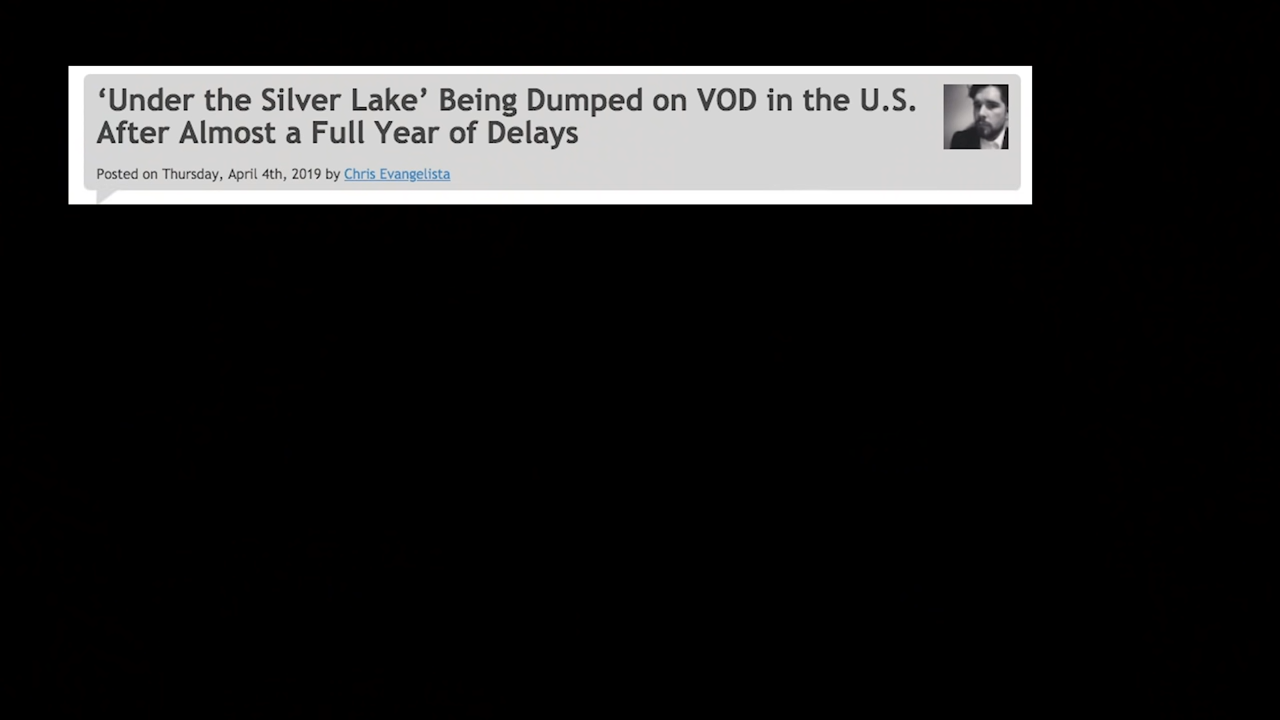 ‘Under the Silver Lake’ Being Dumped on VOD in the U.S.
After Almost a Full Year of Delays
Posted on Thursday, April 4th, 2019 by Chris Evangelista